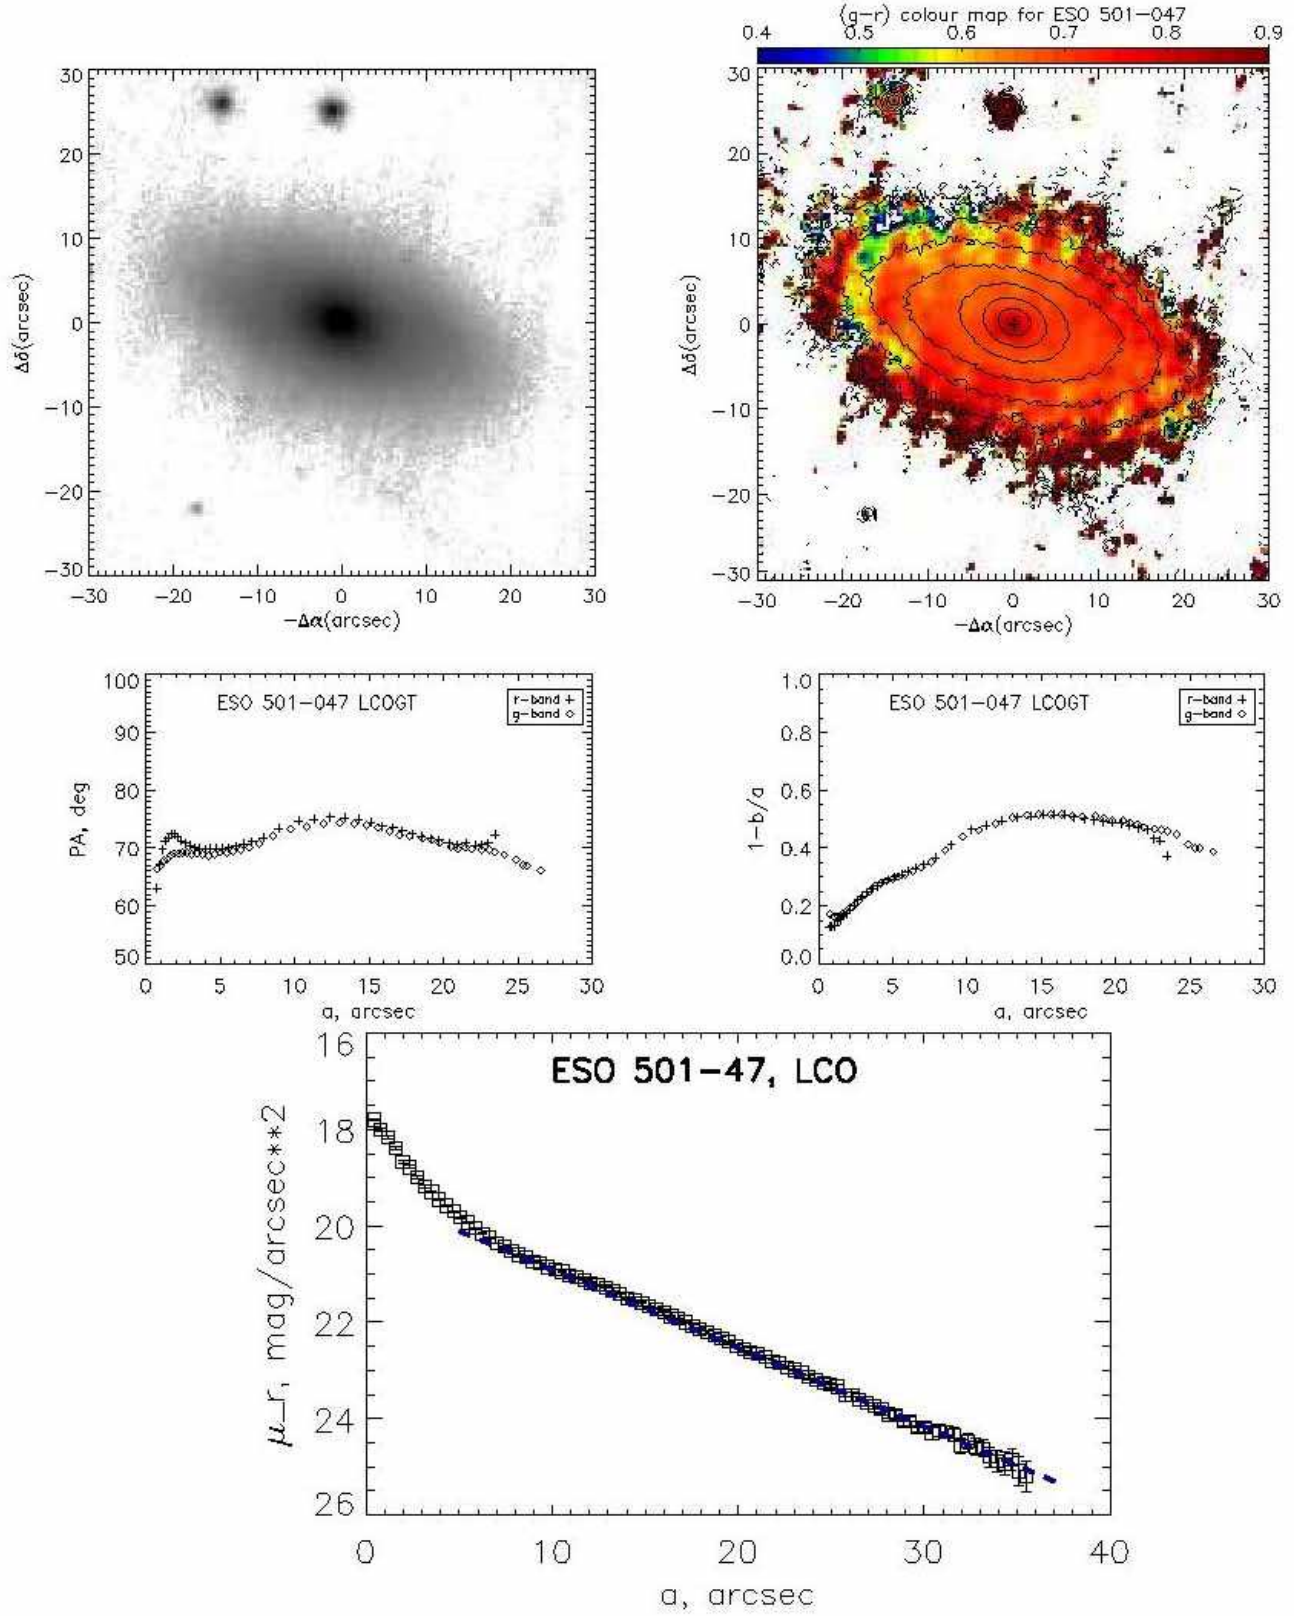 (g-r) colour map for ESO 501-047
0.4 0.5 0.6 0.7 0.8 0.9
30
20
10
0
-10
-20
-30
Δδ(arcsec)
-30 -20 -10 0 10 20 30
-Δα(arcsec)
30
20
10
0
-10
-20
-30
Δδ(arcsec)
-30 -20 -10 0 10 20 30
-Δα(arcsec)
ESO 501-047 LCOGT
r-band +
g-band ◇
100
90
80
70
60
50
PA, deg
0 5 10 15 20 25 30
a, arcsec
ESO 501-047 LCOGT
r-band +
g-band ◇
1.0
0.8
0.6
0.4
0.2
0.0
1-b/a
0 5 10 15 20 25 30
a, arcsec
ESO 501-47, LCO
16
18
20
22
24
26
μ_r, mag/arcsec**2
0 10 20 30 40
a, arcsec